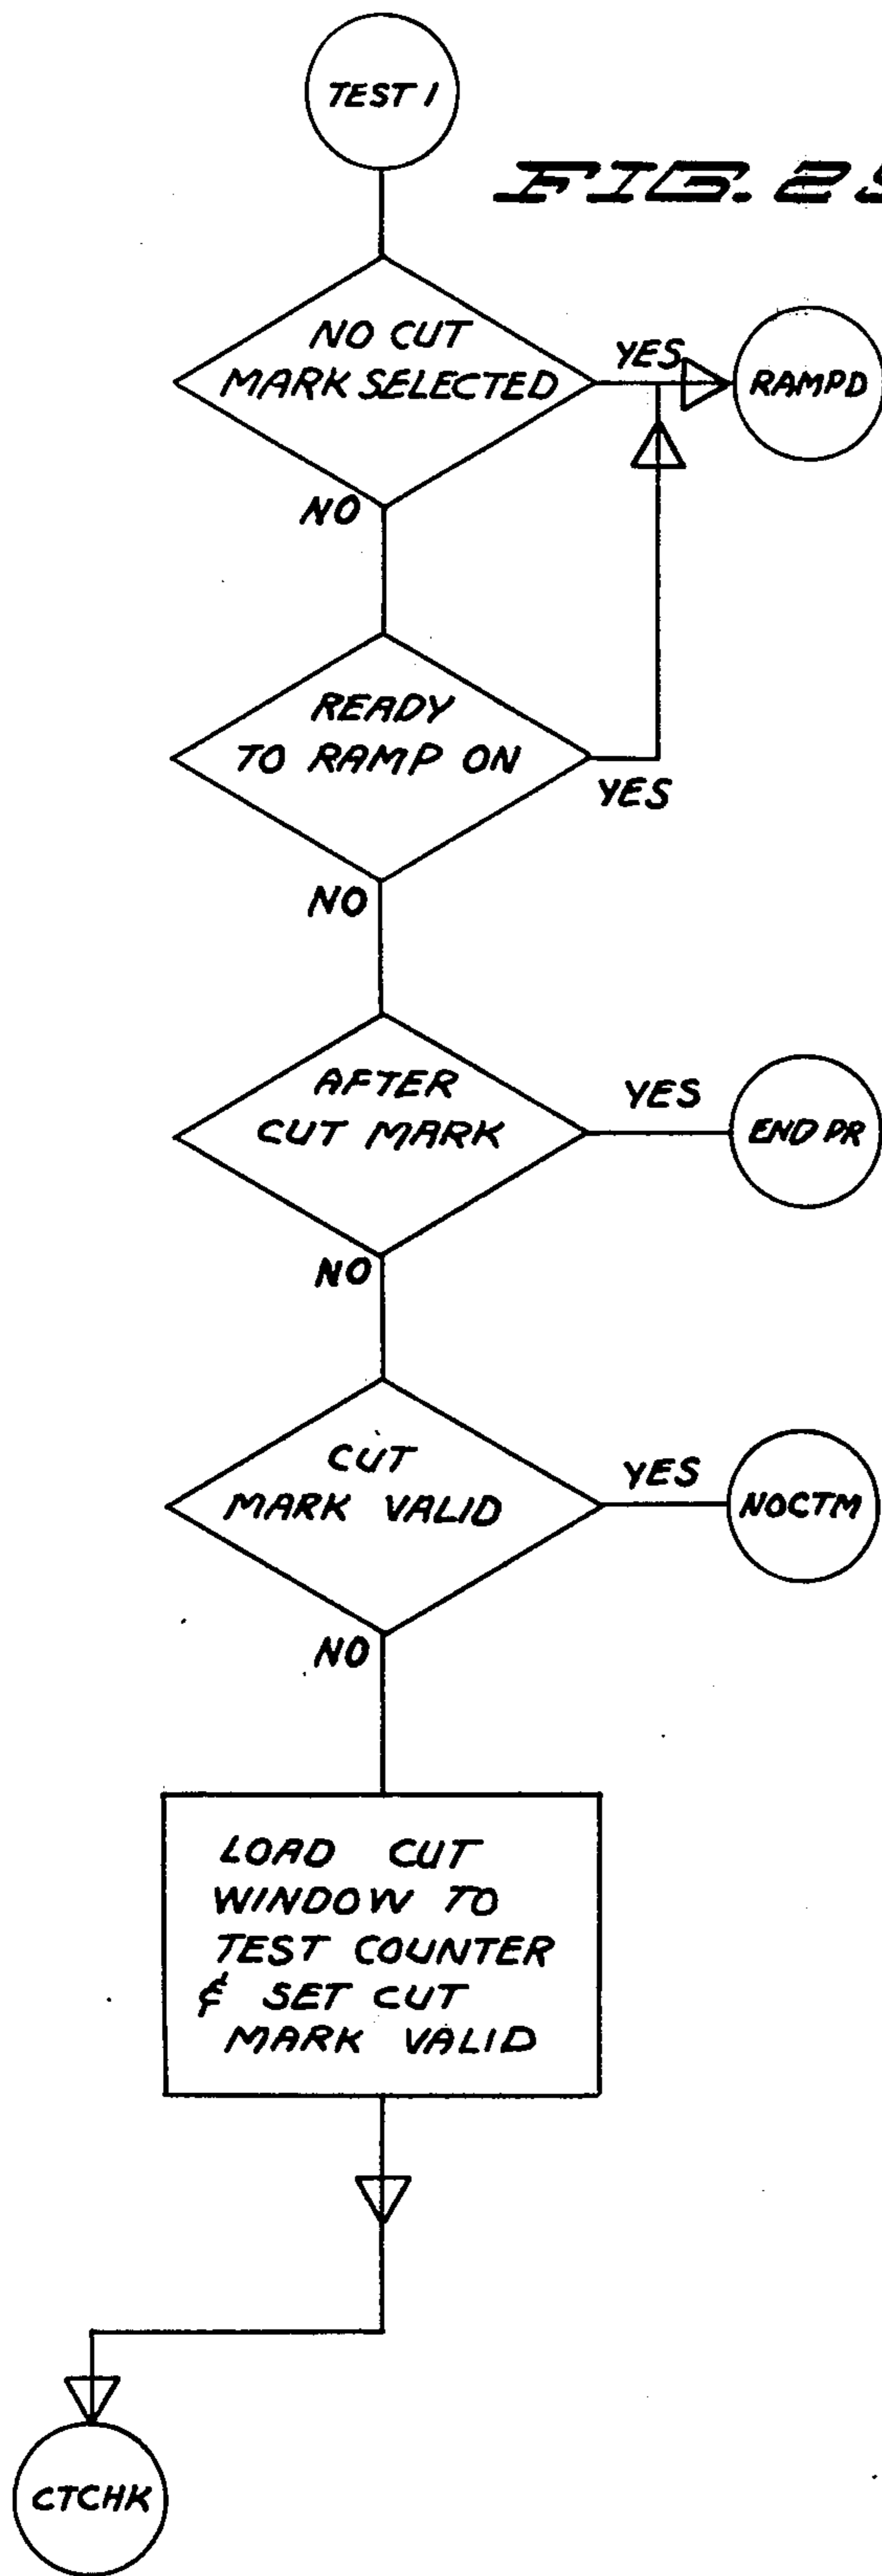 TEST 1
FIG. 2
NO CUT
MARK SELECTED
YES
RAMPD
NO
READY
TO RAMP ON
YES
NO
AFTER
CUT MARK
YES
END PR
NO
CUT
MARK VALID
YES
NOCTM
NO
LOAD CUT
WINDOW TO
TEST COUNTER
& SET CUT
MARK VALID
CTCHK